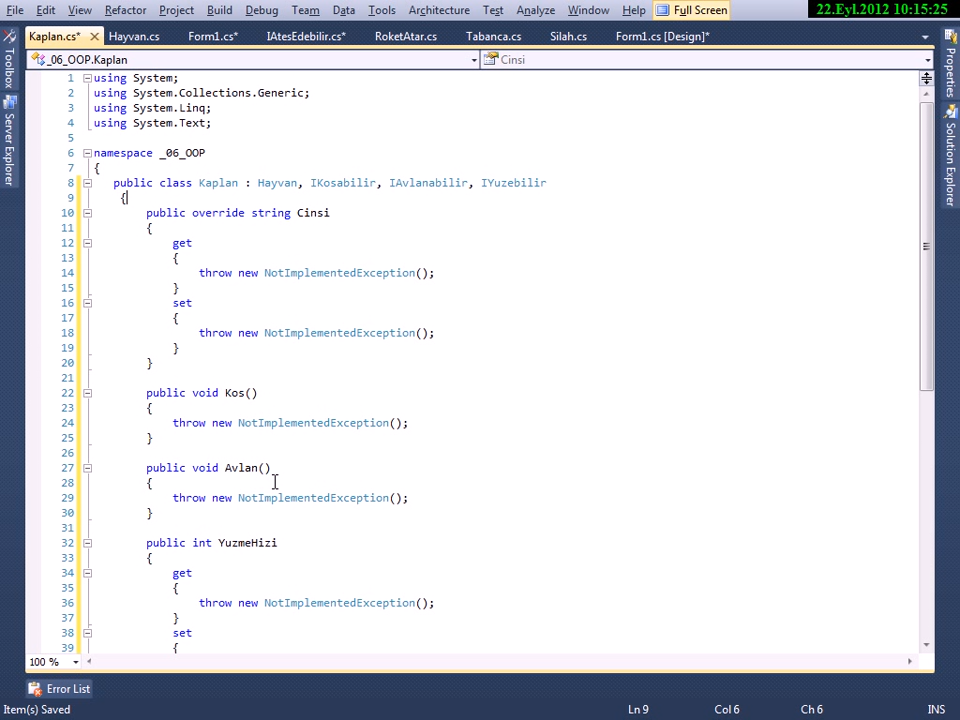 File Edit View Refactor Project Build Debug Team Data Tools Architecture Test Analyze Window Help Full Screen
22.Eyl.2012 10:15:25
Kaplan.cs* Hayvan.cs Form1.cs* IAtesEdebilir.cs* RoketAtar.cs Tabanca.cs Silah.cs Form1.cs [Design]*
_06_OOP.Kaplan Cinsi
Toolbox
Server Explorer
Properties
Solution Explorer
1 using System;
2 using System.Collections.Generic;
3 using System.Linq;
4 using System.Text;
5
6 namespace _06_OOP
7 {
8 public class Kaplan : Hayvan, IKosabilir, IAvlanabilir, IYuzebilir
9 {
10 public override string Cinsi
11 {
12 get
13 {
14 throw new NotImplementedException();
15 }
16 set
17 {
18 throw new NotImplementedException();
19 }
20 }
21
22 public void Kos()
23 {
24 throw new NotImplementedException();
25 }
26
27 public void Avlan()
28 {
29 throw new NotImplementedException();
30 }
31
32 public int YuzmeHizi
33 {
34 get
35 {
36 throw new NotImplementedException();
37 }
38 set
39 {
100 %
Error List
Item(s) Saved Ln 9 Col 6 Ch 6 INS